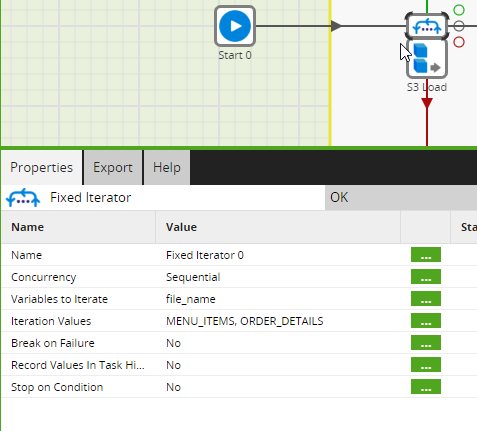 Start 0
S3 Load
Properties Export Help
Fixed Iterator OK
Name Value Sta
Name Fixed Iterator 0 ...
Concurrency Sequential ...
Variables to Iterate file_name ...
Iteration Values MENU_ITEMS, ORDER_DETAILS ...
Break on Failure No ...
Record Values In Task Hi... No ...
Stop on Condition No ...